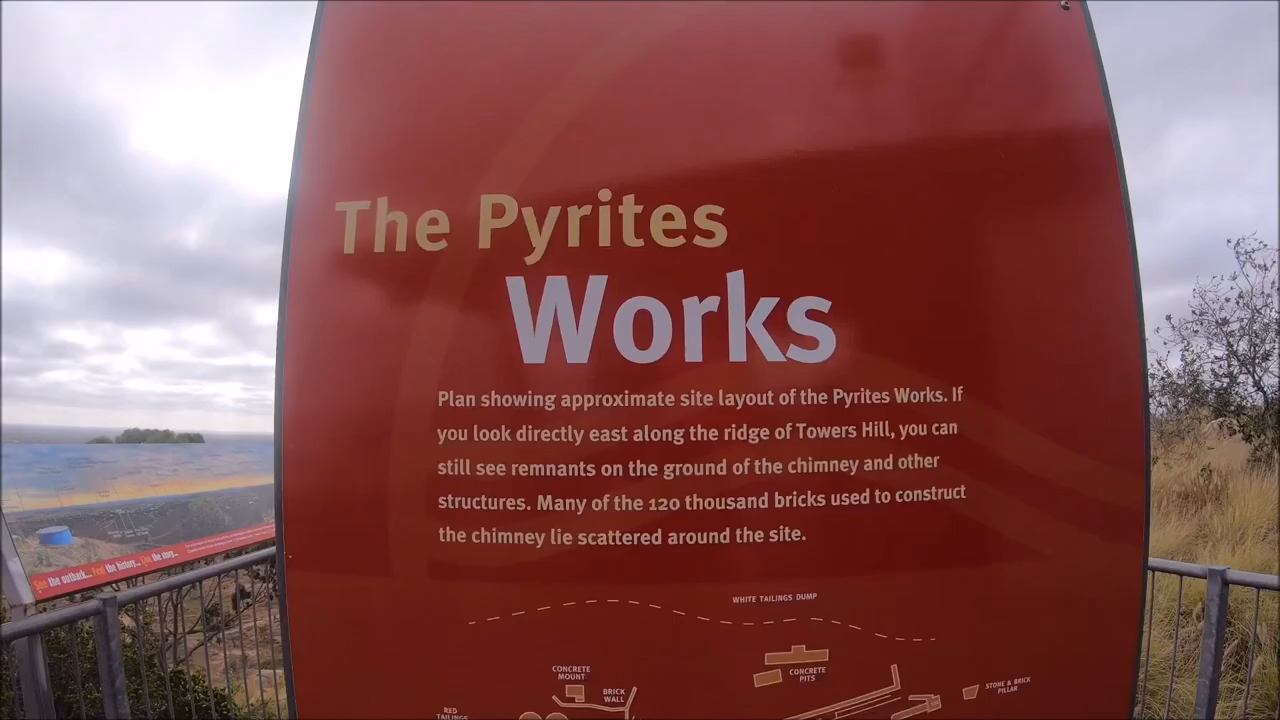 The Pyrites
Works
Plan showing approximate site layout of the Pyrites Works. If
you look directly east along the ridge of Towers Hill, you can
still see remnants on the ground of the chimney and other
structures. Many of the 120 thousand bricks used to construct
the chimney lie scattered around the site.
WHITE TAILINGS DUMP
CONCRETE
MOUNT
BRICK
WALL
CONCRETE
PITS
STONE & BRICK
PILLAR
RED
TAILINGS
See the outback... Feel the history... Live the story...